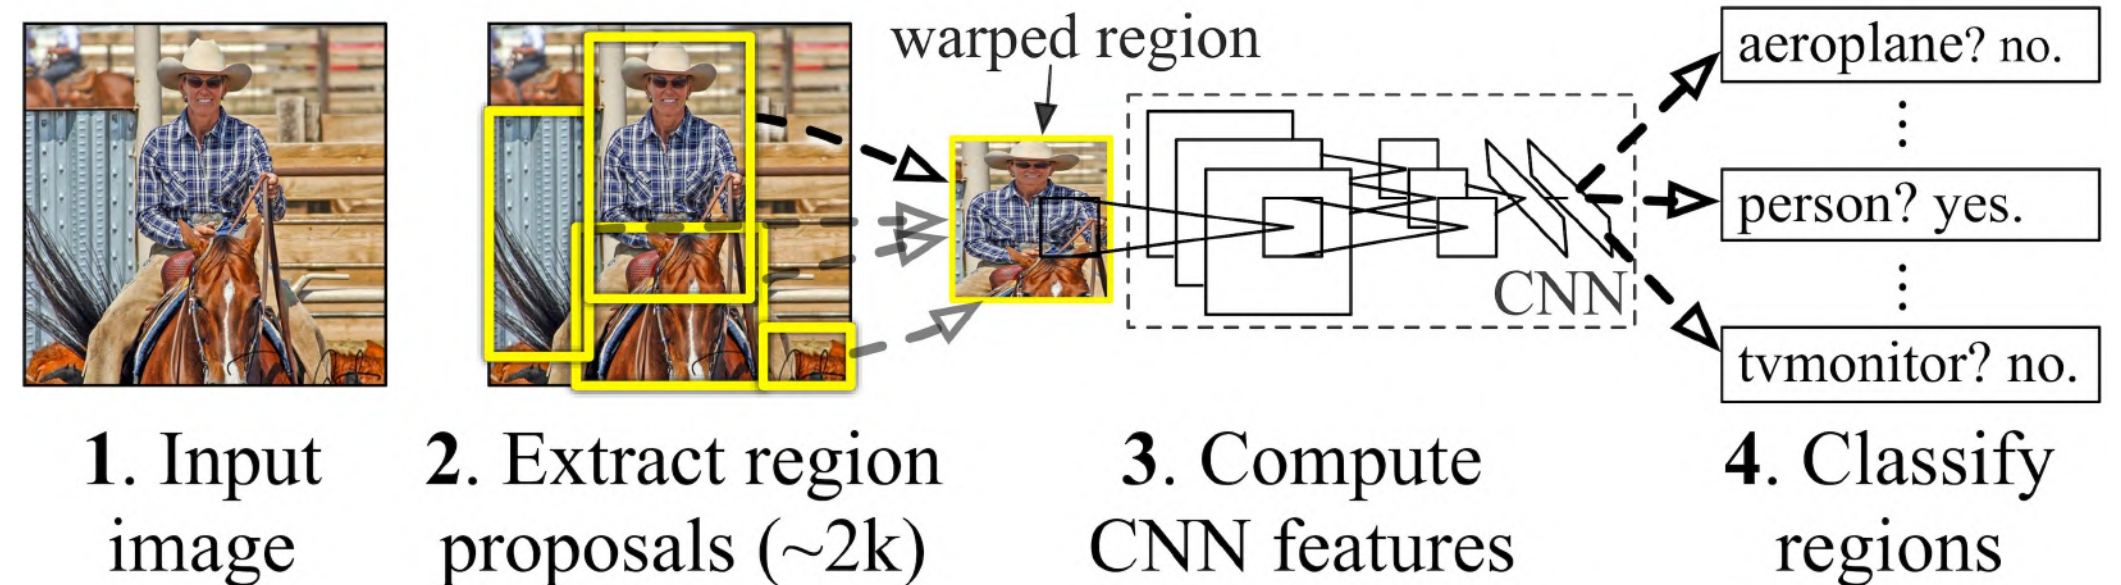 warped region
CNN
aeroplane? no.
person? yes.
tvmonitor? no.
1. Input
image
2. Extract region
proposals (~2k)
3. Compute
CNN features
4. Classify
regions